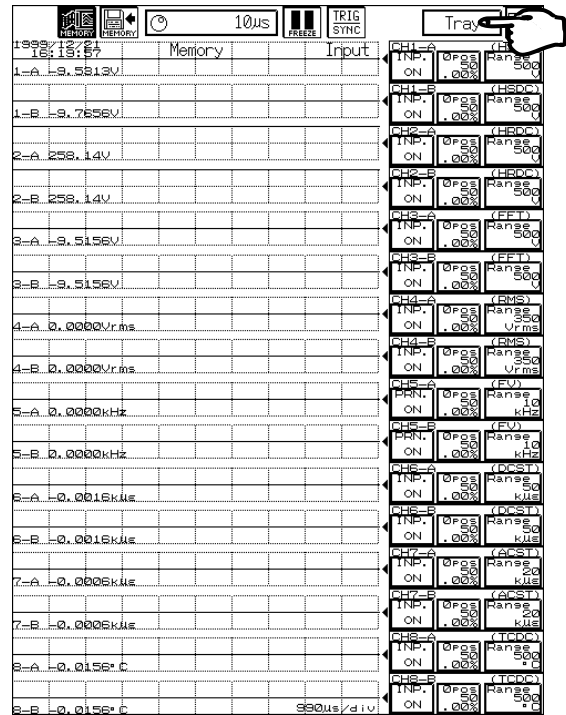 MEMORY MEMORY 10µs FREEZE TRIG SYNC Tray
1999/12/21 Memory Input
16:19:57
1-A -9.5813V
1-B -9.7656V
2-A 258.14V
2-B 258.14V
3-A -9.5156V
3-B -9.5156V
4-A 0.0000Vrms
4-B 0.0000Vrms
5-A 0.0000kHz
5-B 0.0000kHz
6-A -0.0016kµε
6-B -0.0016kµε
7-A -0.0006kµε
7-B -0.0006kµε
8-A -0.0156°C
8-B -0.0156°C 990µs/div
CH1-A
INP. ON 0pos 50.00% Range 500 V
CH1-B (HSDC)
INP. ON 0pos 50.00% Range 500 V
CH2-A (HRDC)
INP. ON 0pos 50.00% Range 500 V
CH2-B (HRDC)
INP. ON 0pos 50.00% Range 500 V
CH3-A (FFT)
INP. ON 0pos 50.00% Range 500 V
CH3-B (FFT)
INP. ON 0pos 50.00% Range 500 V
CH4-A (RMS)
INP. ON 0pos 50.00% Range 350 Vrms
CH4-B (RMS)
INP. ON 0pos 50.00% Range 350 Vrms
CH5-A (FV)
PRN. ON 0pos 50.00% Range 10 kHz
CH5-B (FV)
PRN. ON 0pos 50.00% Range 10 kHz
CH6-A (DCST)
INP. ON 0pos 50.00% Range 50 kµε
CH6-B (DCST)
INP. ON 0pos 50.00% Range 50 kµε
CH7-A (ACST)
INP. ON 0pos 50.00% Range 20 kµε
CH7-B (ACST)
INP. ON 0pos 50.00% Range 20 kµε
CH8-A (TCDC)
INP. ON 0pos 50.00% Range 500 °C
CH8-B (TCDC)
INP. ON 0pos 50.00% Range 500 °C